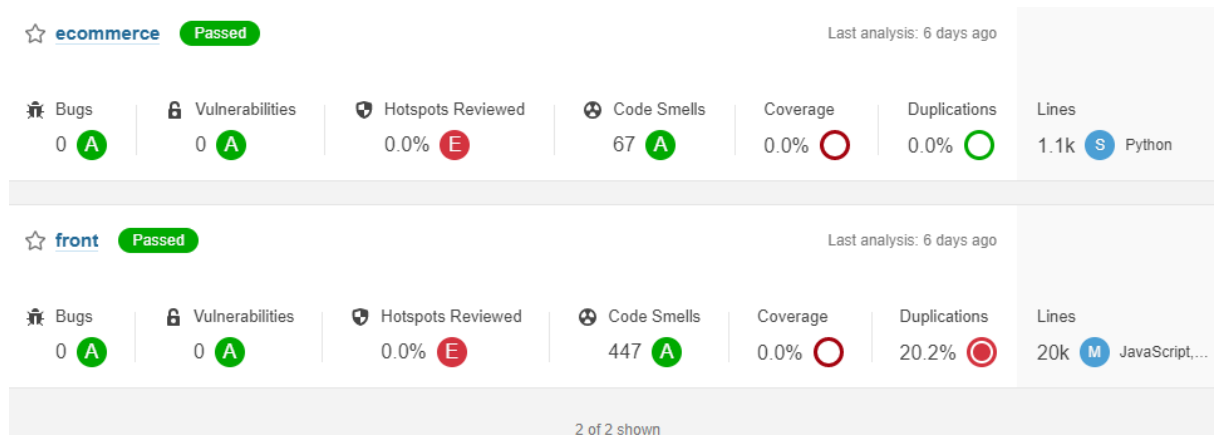 ecommerce Passed Last analysis: 6 days ago
Bugs Vulnerabilities Hotspots Reviewed Code Smells Coverage Duplications Lines
0 A 0 A 0.0% E 67 A 0.0% 0.0% 1.1k S Python
front Passed Last analysis: 6 days ago
Bugs Vulnerabilities Hotspots Reviewed Code Smells Coverage Duplications Lines
0 A 0 A 0.0% E 447 A 0.0% 20.2% 20k M JavaScript,...
2 of 2 shown